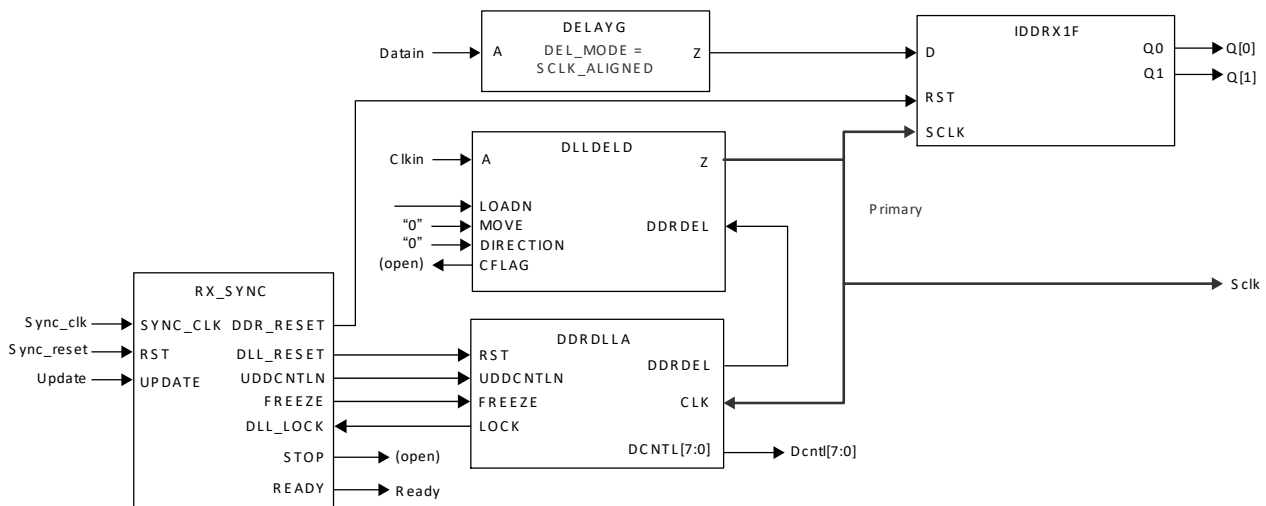 DELAYG
Datain
A
DEL_MODE =
SCLK_ALIGNED
Z
IDDRX1F
D
RST
SCLK
Q0
Q1
Q[0]
Q[1]
DLLDELD
Clkin
A
Z
LOADN
"0"
MOVE
"0"
DIRECTION
(open)
CFLAG
DDRDEL
Primary
Sclk
RX_SYNC
Sync_clk
SYNC_CLK
DDR_RESET
Sync_reset
RST
DLL_RESET
Update
UPDATE
UDDCNTLN
FREEZE
DLL_LOCK
STOP
(open)
READY
Ready
DDRDLLA
RST
DDRDEL
UDDCNTLN
FREEZE
CLK
LOCK
DCNTL[7:0]
Dcntl[7:0]